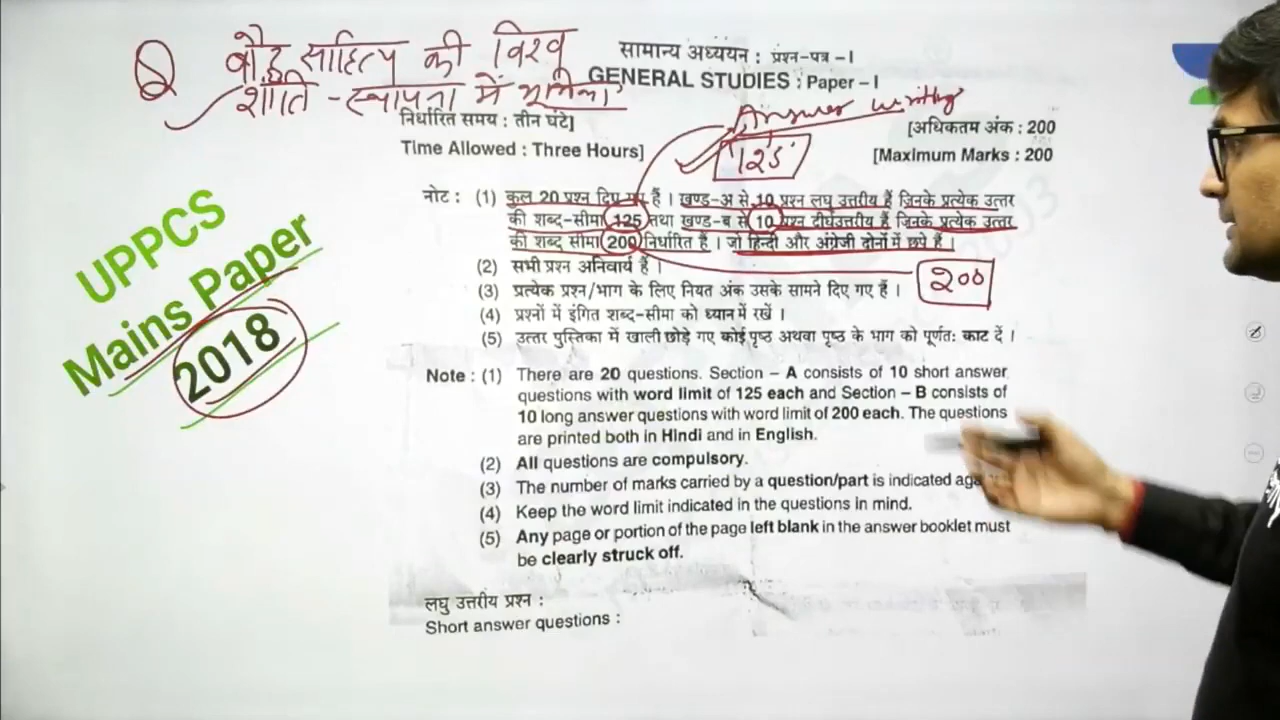 Q बौद्ध साहित्य की विश्व
शांति - स्थापना में भूमिका
सामान्य अध्ययन : प्रश्न-पत्र -I
GENERAL STUDIES : Paper - I
Answer writing
निर्धारित समय : तीन घंटे]
[अधिकतम अंक : 200
Time Allowed : Three Hours]
125
[Maximum Marks : 200
UPPCS
Mains Paper
2018
नोट : (1) कुल 20 प्रश्न दिए गए हैं । खण्ड-अ से 10 प्रश्न लघु उत्तरीय हैं जिनके प्रत्येक उत्तर
की शब्द-सीमा 125 तथा खण्ड-ब से 10 प्रश्न दीर्घउत्तरीय हैं जिनके प्रत्येक उत्तर
की शब्द सीमा 200 निर्धारित है । जो हिन्दी और अंग्रेजी दोनों में छपे हैं ।
(2) सभी प्रश्न अनिवार्य हैं ।
200
(3) प्रत्येक प्रश्न/भाग के लिए नियत अंक उसके सामने दिए गए हैं ।
(4) प्रश्नों में इंगित शब्द-सीमा को ध्यान में रखें ।
(5) उत्तर पुस्तिका में खाली छोड़े गए कोई पृष्ठ अथवा पृष्ठ के भाग को पूर्णत: काट दें ।
Note : (1) There are 20 questions. Section – A consists of 10 short answer
questions with word limit of 125 each and Section – B consists of
10 long answer questions with word limit of 200 each. The questions
are printed both in Hindi and in English.
(2) All questions are compulsory.
(3) The number of marks carried by a question/part is indicated
(4) Keep the word limit indicated in the questions in mind.
(5) Any page or portion of the page left blank in the answer booklet must
be clearly struck off.
लघु उत्तरीय प्रश्न :
Short answer questions :